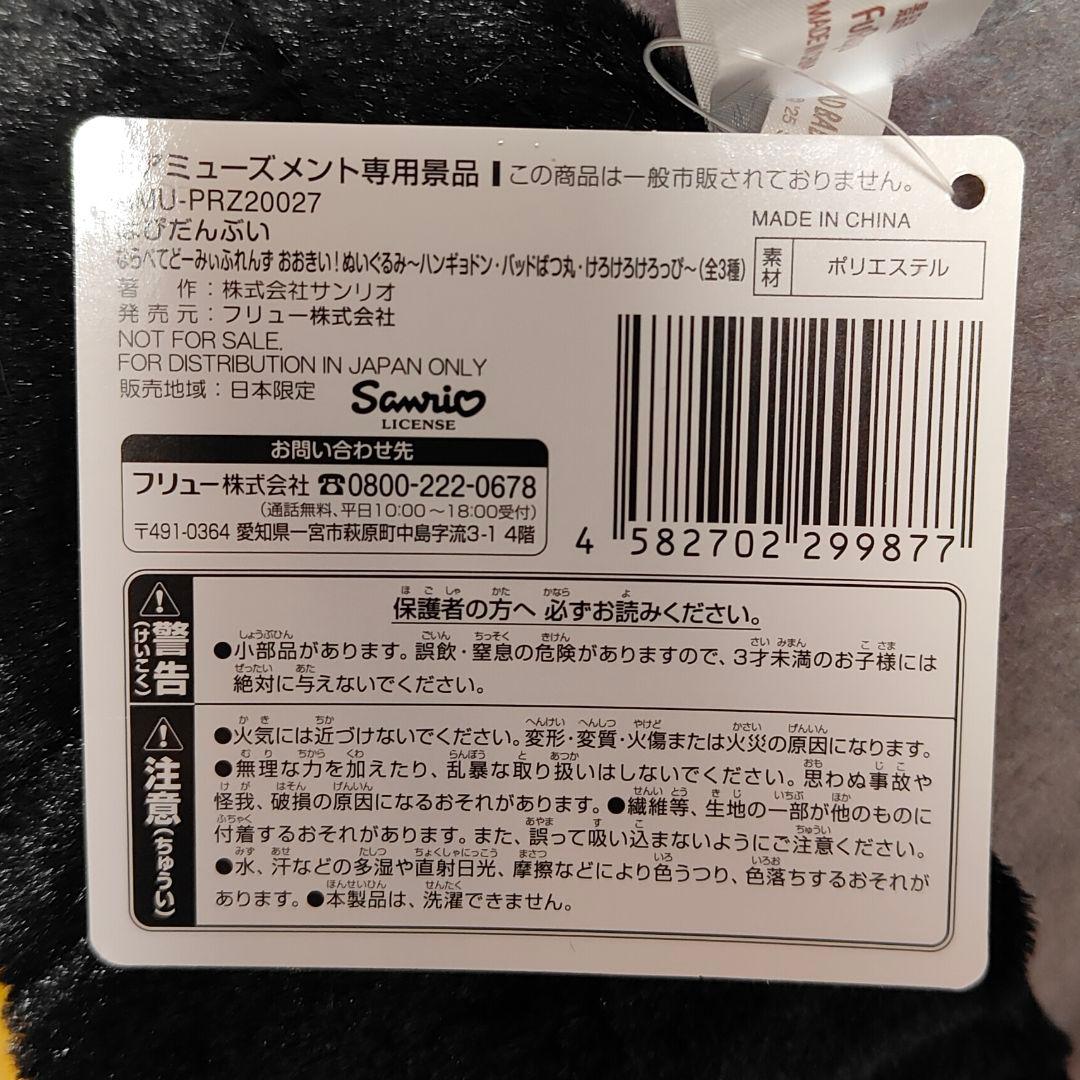 ミューズメント専用景品 この商品は一般市販されておりません。
MU-PRZ20027
はぴだんぶい
ならべてどーみぃふれんず おおきい!ぬいぐるみ〜ハンギョドン・バッドばつ丸・けろけろけろっぴ〜(全3種)
著 作:株式会社サンリオ
発売元:フリュー株式会社
NOT FOR SALE.
FOR DISTRIBUTION IN JAPAN ONLY
販売地域:日本限定
Sanrio
LICENSE
MADE IN CHINA
素材 ポリエステル
4 582702 299877
お問い合わせ先
フリュー株式会社 ☎0800-222-0678
(通話無料、平日10:00〜18:00受付)
〒491-0364 愛知県一宮市萩原町中島字流3-1 4階
警告(けいこく)
保護者の方へ 必ずお読みください。
●小部品があります。誤飲・窒息の危険がありますので、3才未満のお子様には
絶対に与えないでください。
注意(ちゅうい)
●火気には近づけないでください。変形・変質・火傷または火災の原因になります。
●無理な力を加えたり、乱暴な取り扱いはしないでください。思わぬ事故や
怪我、破損の原因になるおそれがあります。●繊維等、生地の一部が他のものに
付着するおそれがあります。また、誤って吸い込まないようにご注意ください。
●水、汗などの多湿や直射日光、摩擦などにより色うつり、色落ちするおそれが
あります。●本製品は、洗濯できません。